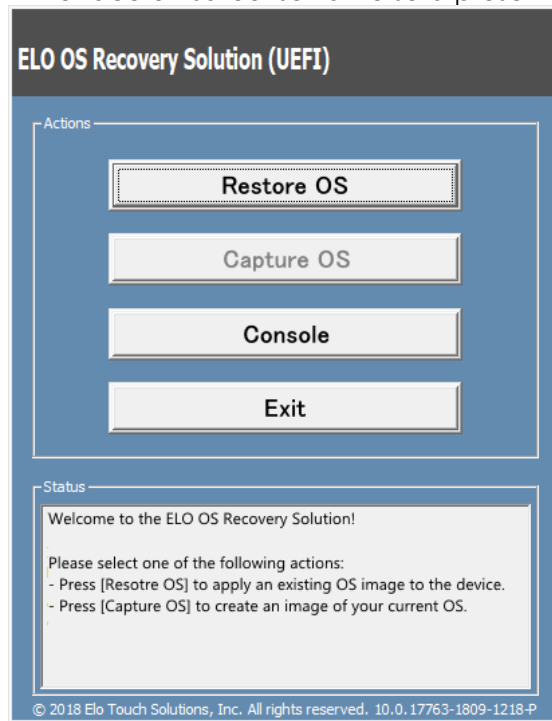 ELO OS Recovery Solution (UEFI)
Actions
Restore OS
Capture OS
Console
Exit
Status
Welcome to the ELO OS Recovery Solution!
Please select one of the following actions:
- Press [Resotre OS] to apply an existing OS image to the device.
- Press [Capture OS] to create an image of your current OS.
© 2018 Elo Touch Solutions, Inc. All rights reserved. 10.0.17763-1809-1218-P